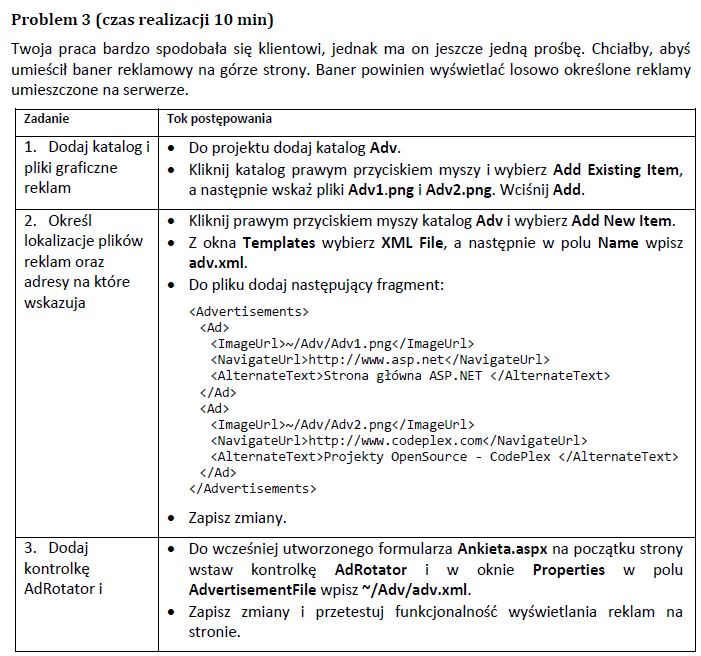 Problem 3 (czas realizacji 10 min)
Twoja praca bardzo spodobała się klientowi, jednak ma on jeszcze jedną prośbę. Chciałby, abyś
umieścił baner reklamowy na górze strony. Baner powinien wyświetlać losowo określone reklamy
umieszczone na serwerze.
Zadanie
Tok postępowania
1. Dodaj katalog i
pliki graficzne
reklam
• Do projektu dodaj katalog Adv.
• Kliknij katalog prawym przyciskiem myszy i wybierz Add Existing Item,
a następnie wskaż pliki Adv1.png i Adv2.png. Wciśnij Add.
2. Określ
lokalizacje plików
reklam oraz
adresy na które
wskazuja
• Kliknij prawym przyciskiem myszy katalog Adv i wybierz Add New Item.
• Z okna Templates wybierz XML File, a następnie w polu Name wpisz
adv.xml.
• Do pliku dodaj następujący fragment:
<Advertisements>
<Ad>
<ImageUrl>~/Adv/Adv1.png</ImageUrl>
<NavigateUrl>http://www.asp.net</NavigateUrl>
<AlternateText>Strona główna ASP.NET </AlternateText>
</Ad>
<Ad>
<ImageUrl>~/Adv/Adv2.png</ImageUrl>
<NavigateUrl>http://www.codeplex.com</NavigateUrl>
<AlternateText>Projekty OpenSource - CodePlex </AlternateText>
</Ad>
</Advertisements>
• Zapisz zmiany.
3. Dodaj
kontrolkę
AdRotator i
• Do wcześniej utworzonego formularza Ankieta.aspx na początku strony
wstaw kontrolkę AdRotator i w oknie Properties w polu
AdvertisementFile wpisz ~/Adv/adv.xml.
• Zapisz zmiany i przetestuj funkcjonalność wyświetlania reklam na
stronie.